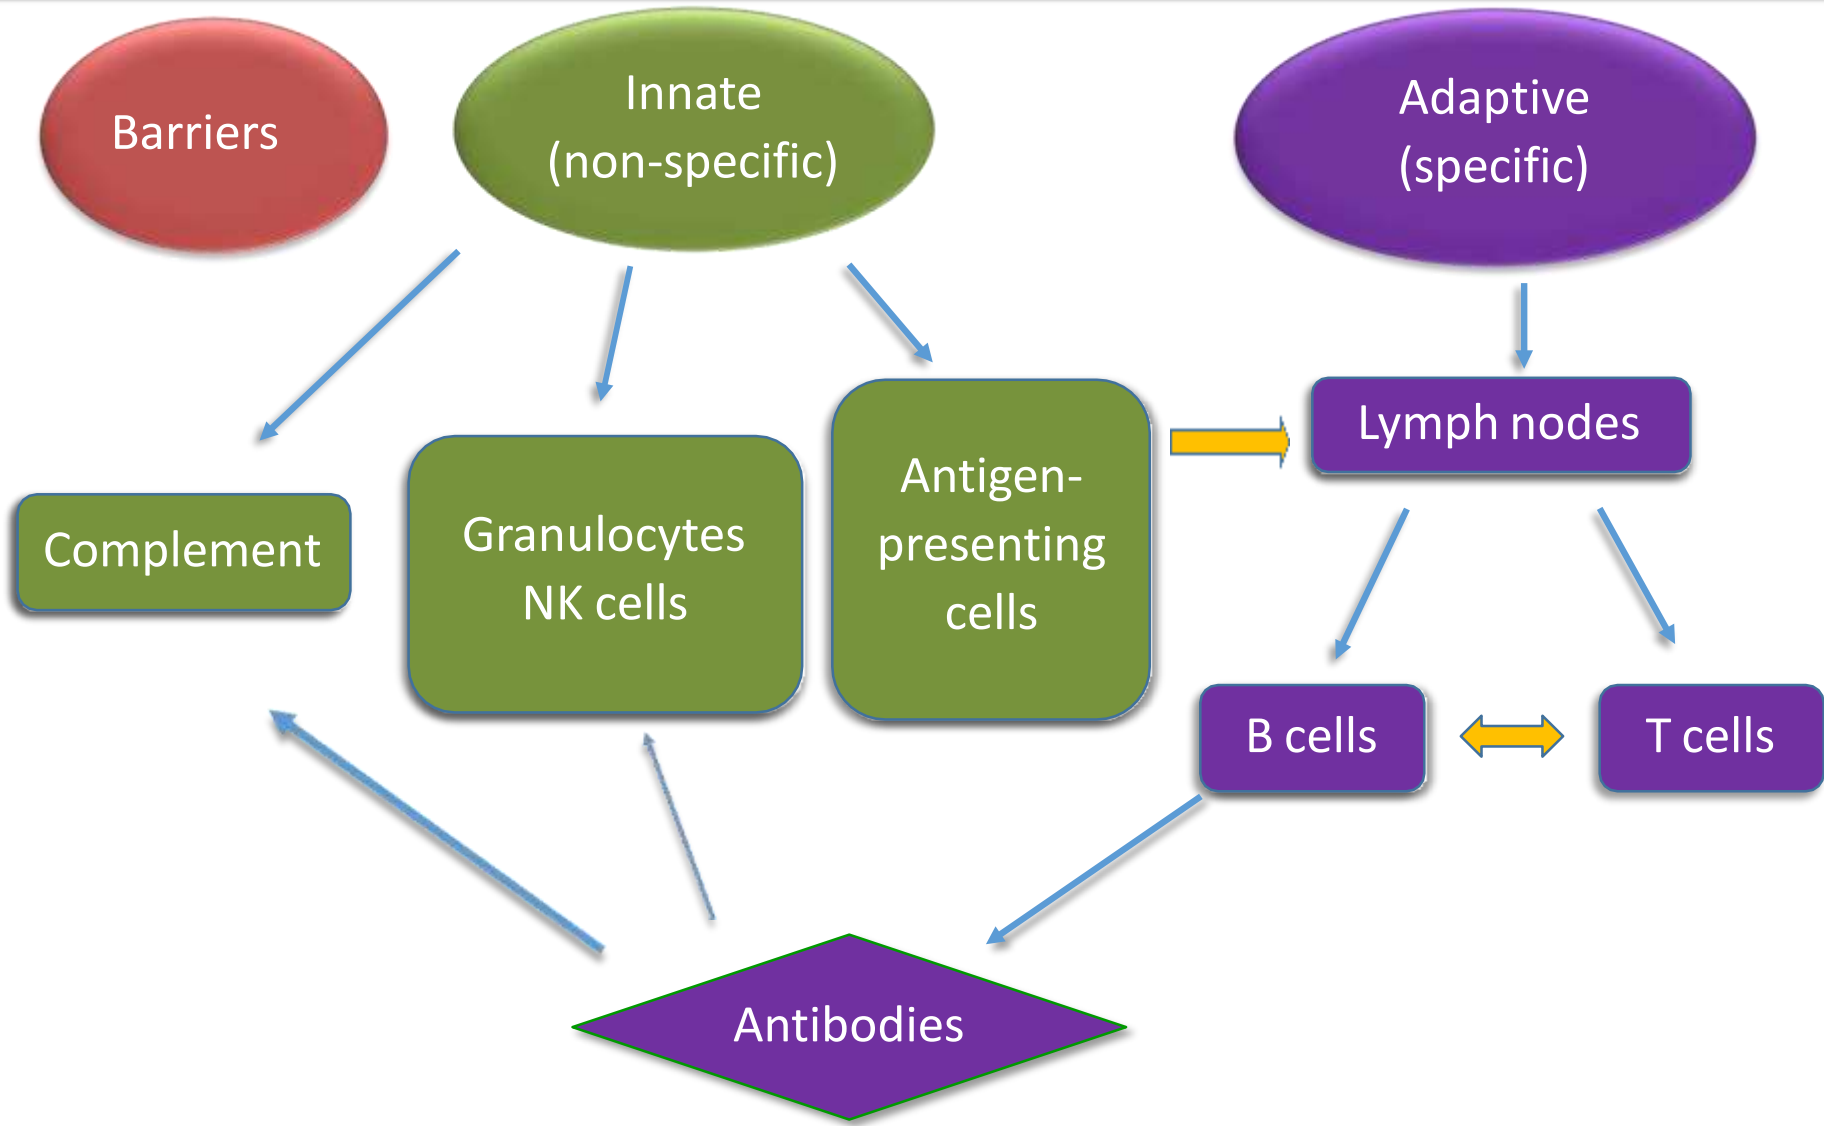 Barriers
Innate
(non-specific)
Adaptive
(specific)
Complement
Granulocytes
NK cells
Antigen-
presenting
cells
Lymph nodes
B cells
T cells
Antibodies